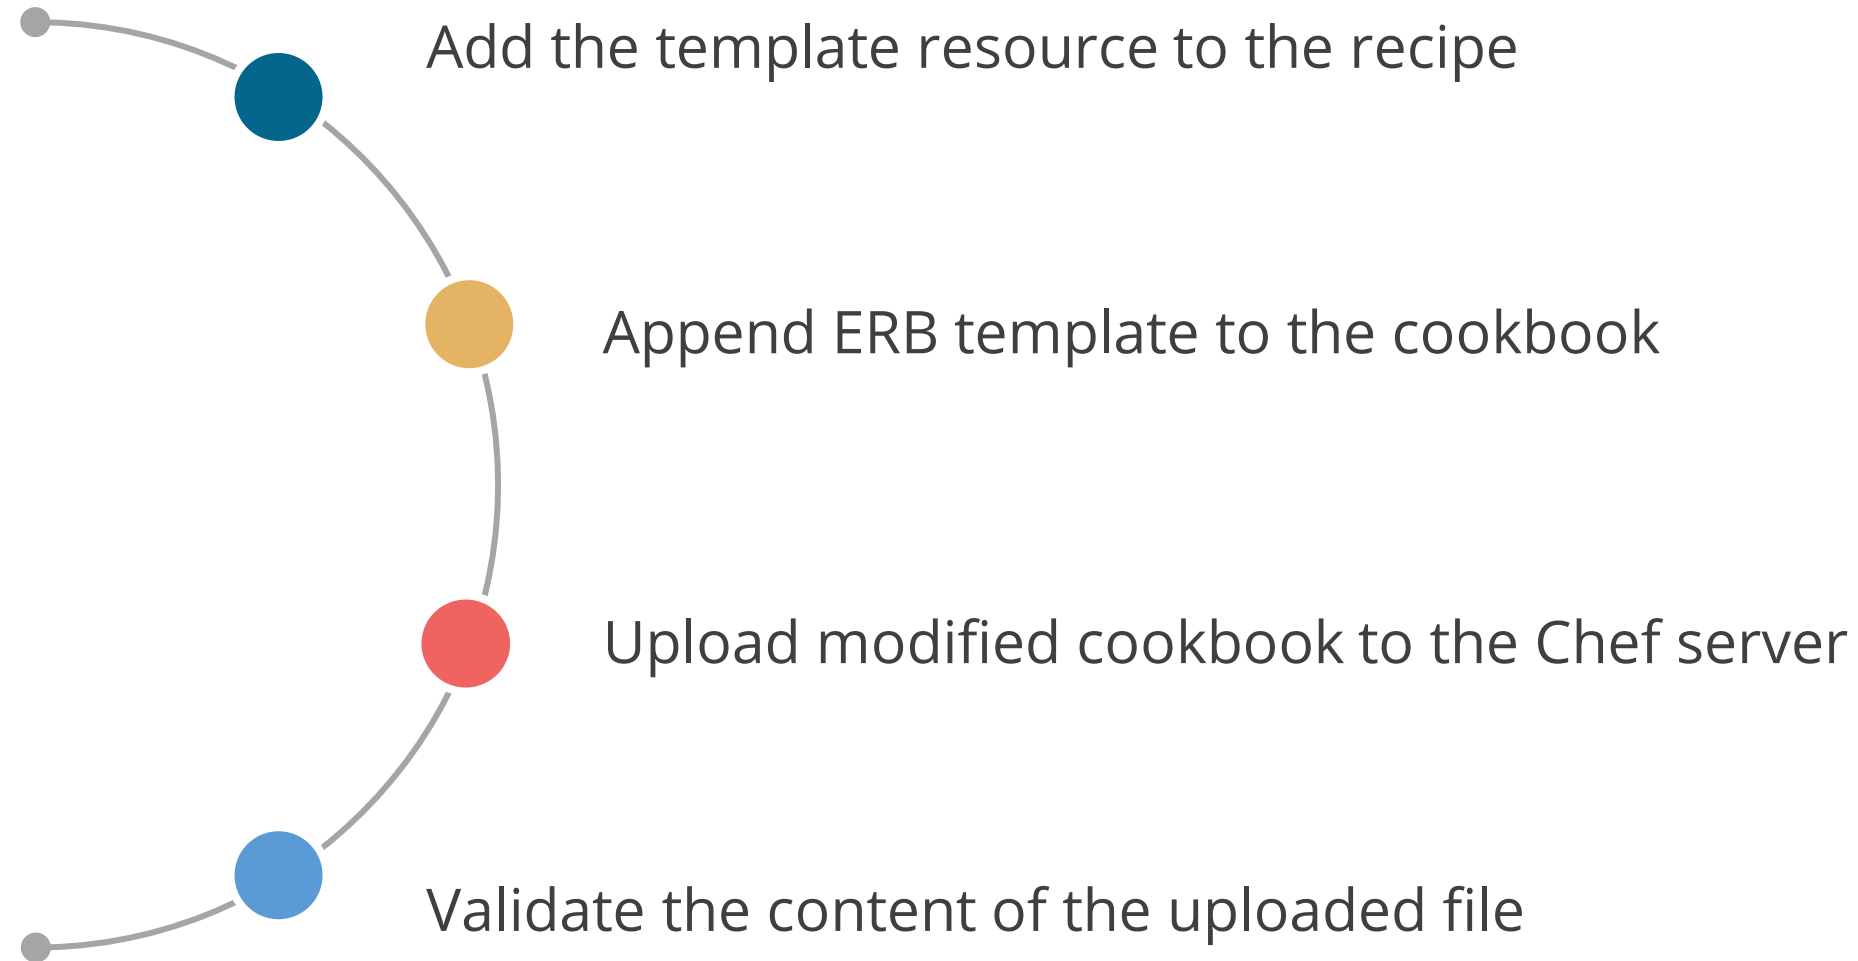 Add the template resource to the recipe
Append ERB template to the cookbook
Upload modified cookbook to the Chef server
Validate the content of the uploaded file